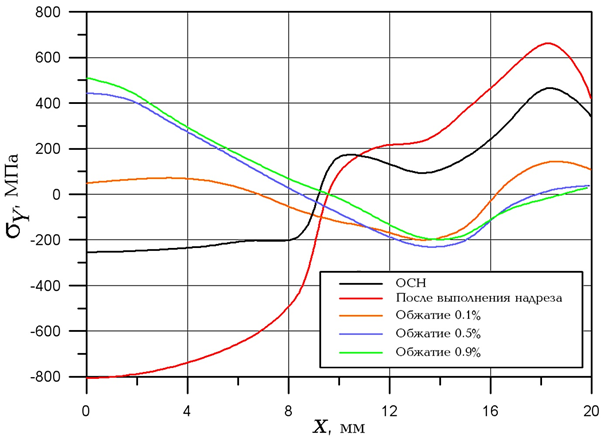 800
600
400
200
0
-200
-400
-600
-800
σY, МПа
ОСН
После выполнения надреза
Обжатие 0.1%
Обжатие 0.5%
Обжатие 0.9%
0 4 8 12 16 20
X, мм